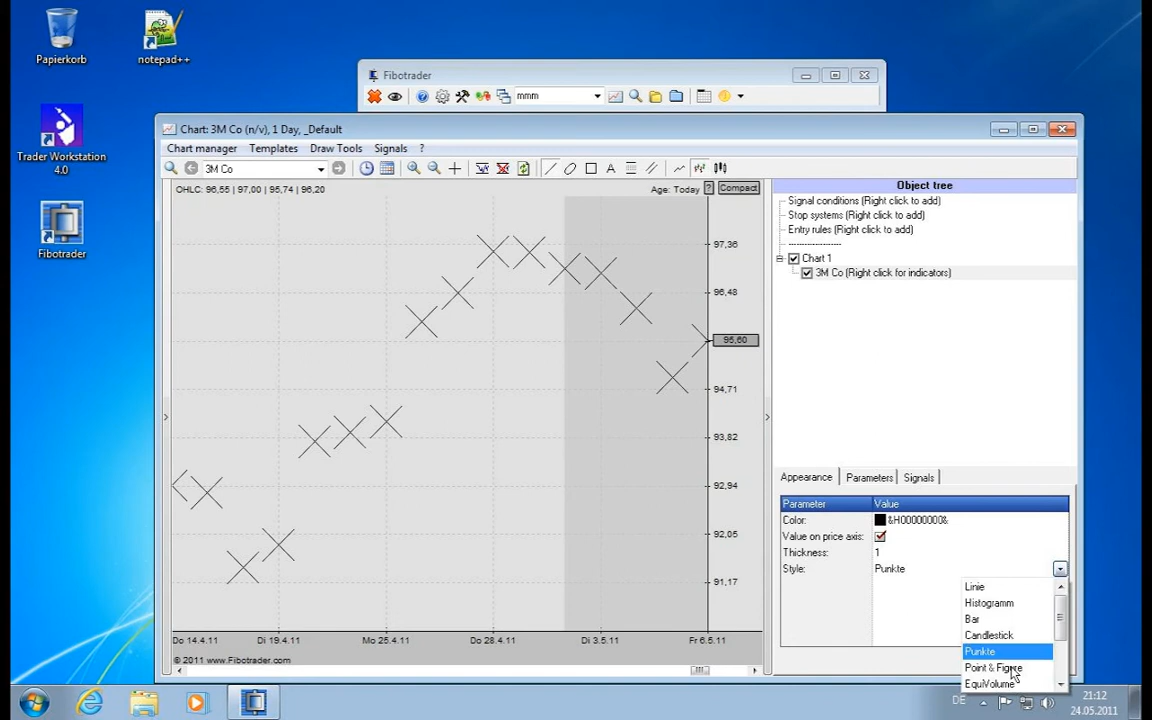 Papierkorb
notepad++
Trader Workstation
4.0
Fibotrader
Fibotrader
mmm
Chart: 3M Co (n/v), 1 Day, _Default
Chart manager Templates Draw Tools Signals ?
3M Co
A
OHLC: 96,55 | 97,00 | 95,74 | 96,20
Age: Today ? Compact
97,36
96,48
95,60
94,71
93,82
92,94
92,05
91,17
Do 14.4.11 Di 19.4.11 Mo 25.4.11 Do 28.4.11 Di 3.5.11 Fr 6.5.11
© 2011 www.Fibotrader.com
Object tree
Signal conditions (Right click to add)
Stop systems (Right click to add)
Entry rules (Right click to add)
--------------------
Chart 1
3M Co (Right click for indicators)
Appearance Parameters Signals
Parameter Value
Color: &H00000000&
Value on price axis:
Thickness: 1
Style: Punkte
Linie
Histogramm
Bar
Candlestick
Punkte
Point & Figure
EquiVolume
DE
21:12
24.05.2011